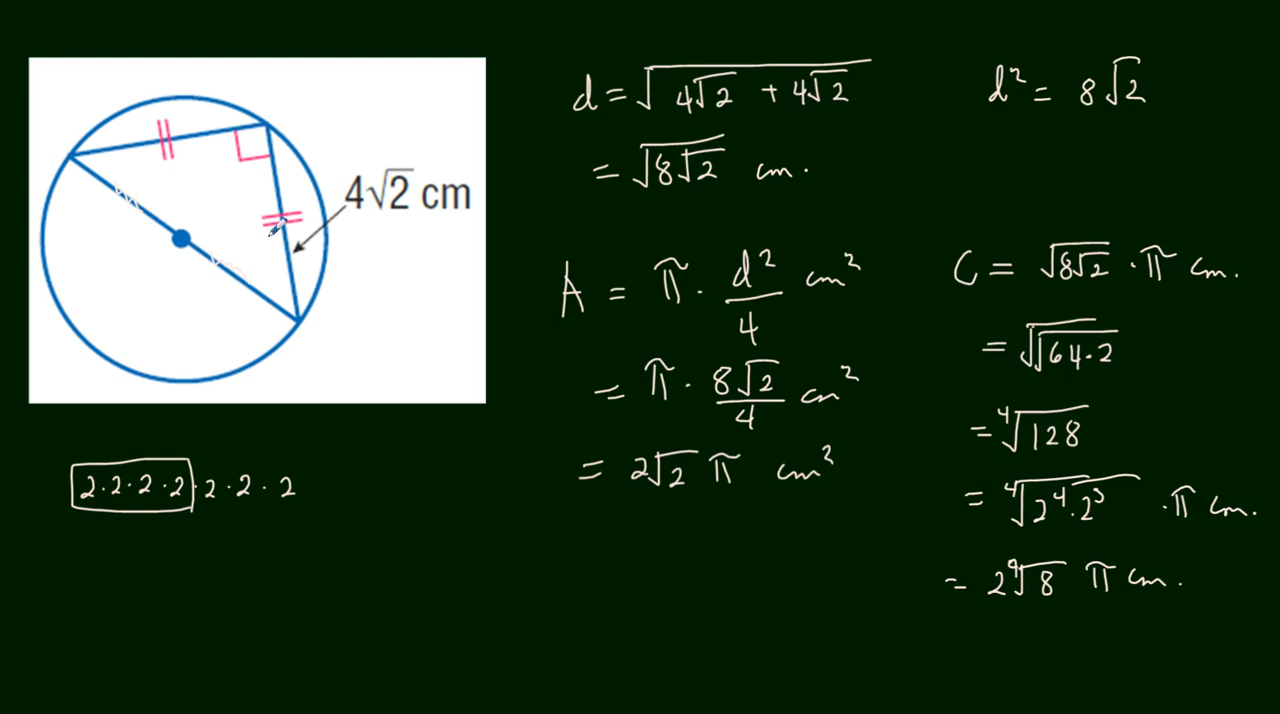 4√2 cm
2·2·2·2·2·2·2
d = √(4√2 + 4√2)
= √(8√2) cm.
d² = 8√2
A = π · d²/4 cm²
= π · 8√2/4 cm²
= 2√2 π cm²
C = √(8√2) · π cm.
= √(√(64·2))
= ⁴√128
= ⁴√(2⁴·2³) · π cm.
= 2⁴√8 π cm.